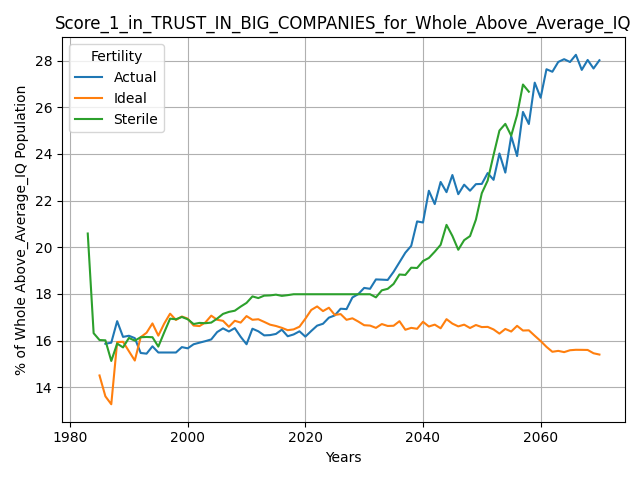 Score_1_in_TRUST_IN_BIG_COMPANIES_for_Whole_Above_Average_IQ
Fertility
Actual
Ideal
Sterile
% of Whole Above_Average_IQ Population
28
26
24
22
20
18
16
14
1980
2000
2020
2040
2060
Years